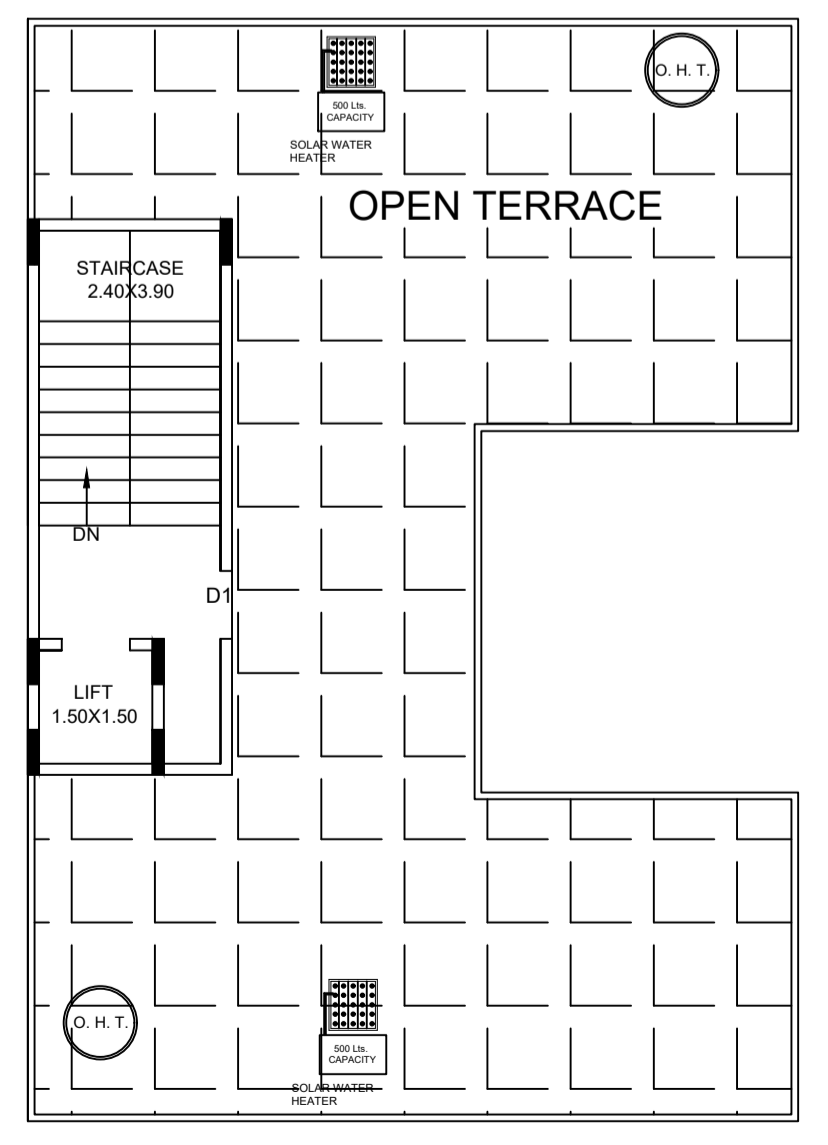 O. H. T.
500 Lts.
CAPACITY
SOLAR WATER
HEATER
OPEN TERRACE
STAIRCASE
2.40X3.90
DN
D1
LIFT
1.50X1.50
O. H. T.
500 Lts.
CAPACITY
SOLAR WATER
HEATER